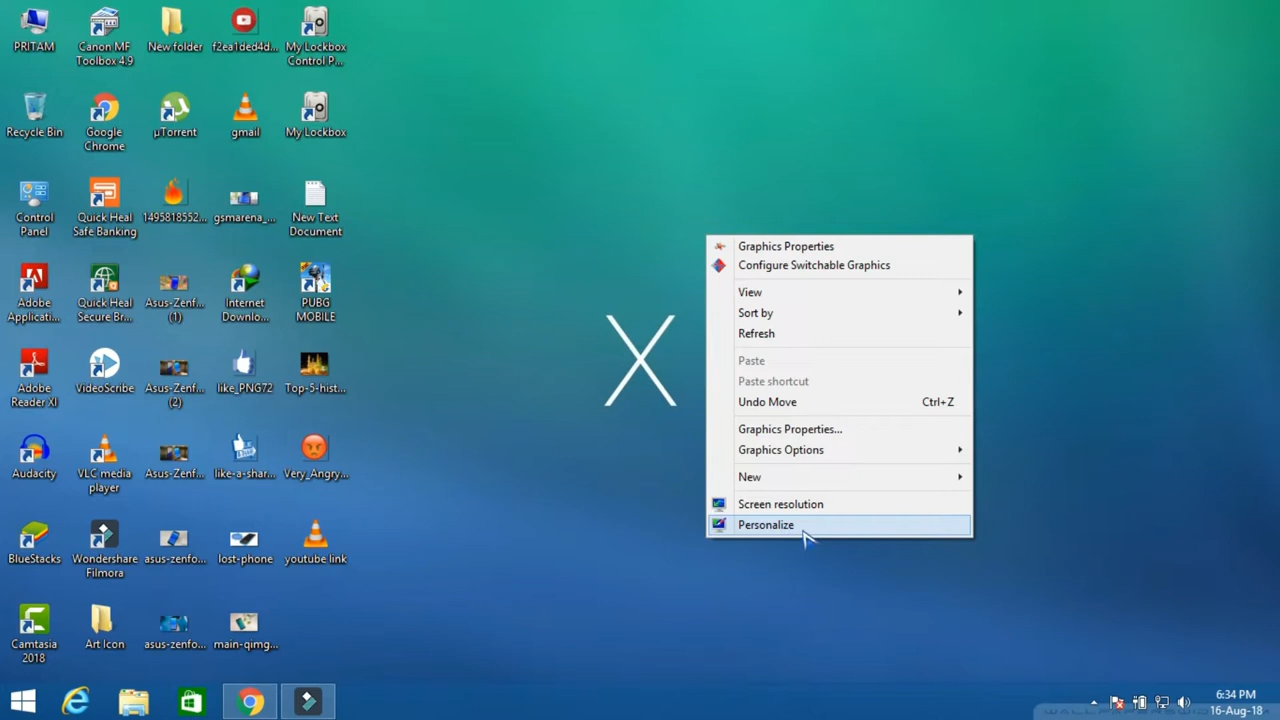 PRITAM
Canon MF
Toolbox 4.9
New folder
f2ea1ded4d...
My Lockbox
Control P...
Recycle Bin
Google
Chrome
µTorrent
gmail
My Lockbox
Control
Panel
Quick Heal
Safe Banking
1495818552...
gsmarena_...
New Text
Document
Adobe
Applicati...
Quick Heal
Secure Br...
Asus-Zenf...
(1)
Internet
Downlo...
PUBG
MOBILE
Adobe
Reader XI
VideoScribe
Asus-Zenf...
(2)
like_PNG72
Top-5-hist...
Audacity
VLC media
player
Asus-Zenf...
like-a-shar...
Very_Angry...
BlueStacks
Wondershare
Filmora
asus-zenfo...
lost-phone
youtube link
Camtasia
2018
Art Icon
asus-zenfo...
main-qimg...
X
Graphics Properties
Configure Switchable Graphics
View
Sort by
Refresh
Paste
Paste shortcut
Undo Move Ctrl+Z
Graphics Properties...
Graphics Options
New
Screen resolution
Personalize
6:34 PM
16-Aug-18